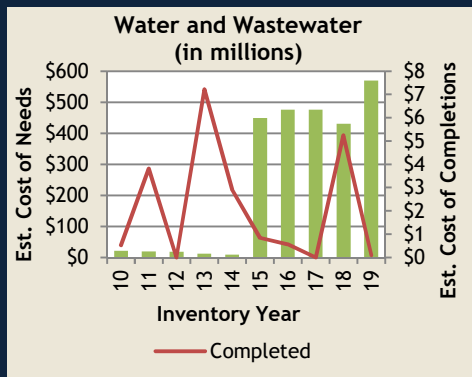 Water and Wastewater
(in millions)
Est. Cost of Needs
$600
$500
$400
$300
$200
$100
$0
$8
$7
$6
$5
$4
$3
$2
$1
$0
Est. Cost of Completions
10 11 12 13 14 15 16 17 18 19
Inventory Year
Completed